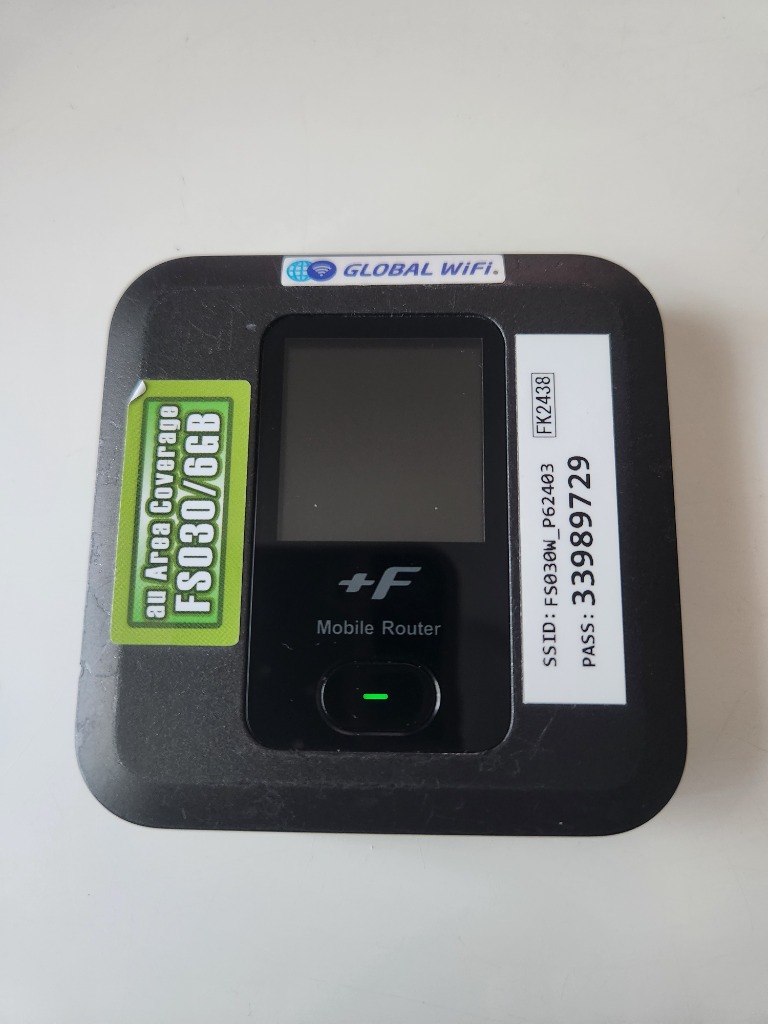 GLOBAL WiFi.
au Area Coverage
FS030/6GB
+F
Mobile Router
FK2438
SSID: FS030W_P62403
PASS: 33989729